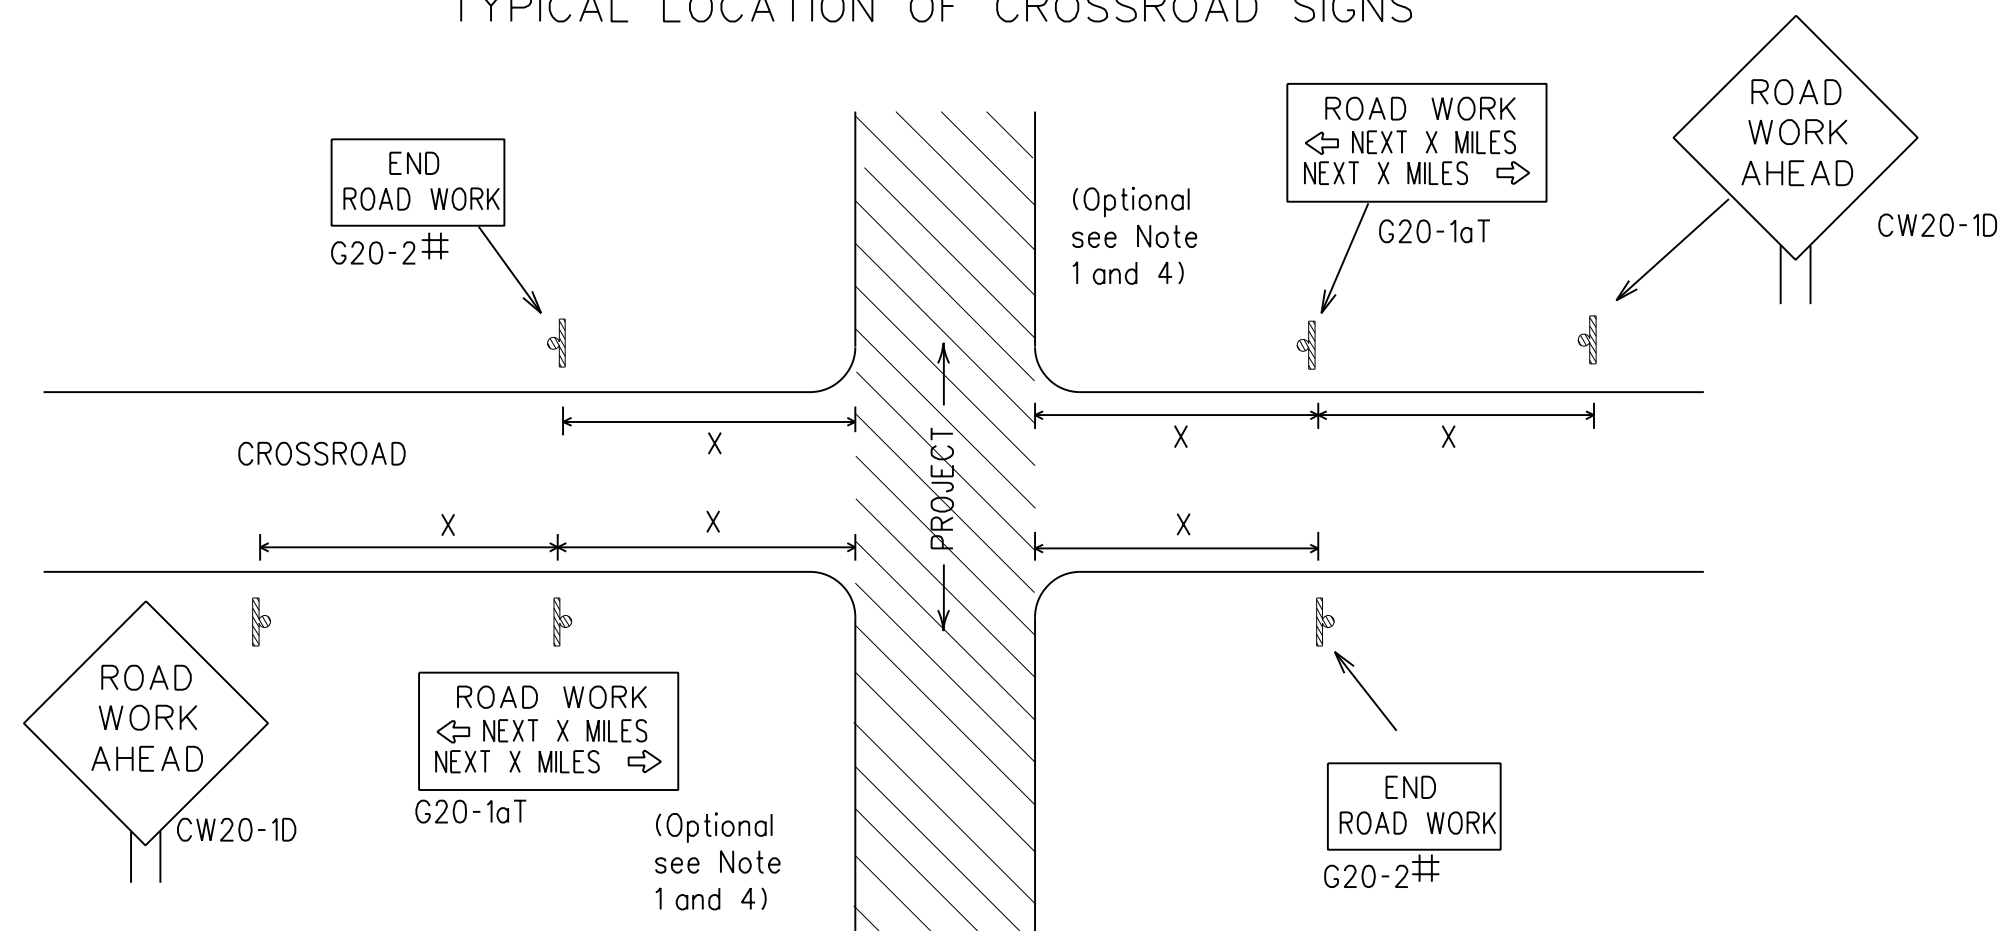 TYPICAL LOCATION OF CROSSROAD SIGNS
END
ROAD WORK
G20-2#
(Optional
see Note
1 and 4)
ROAD WORK
⇦ NEXT X MILES
NEXT X MILES ⇨
G20-1aT
ROAD
WORK
AHEAD
CW20-1D
X
X
X
CROSSROAD
PROJECT
X
X
X
ROAD
WORK
AHEAD
CW20-1D
ROAD WORK
⇦ NEXT X MILES
NEXT X MILES ⇨
G20-1aT
(Optional
see Note
1 and 4)
END
ROAD WORK
G20-2#